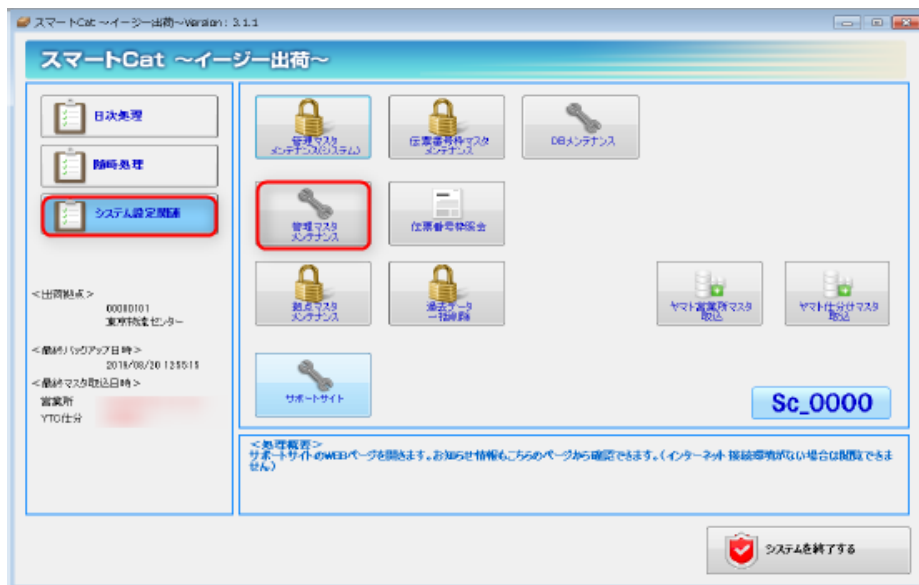 スマートCat ～イージー出荷～Version: 3.1.1
スマートCat ～イージー出荷～
日次処理
随時処理
システム設定関連
<出荷拠点>
00010101
東京物流センター
<最終バックアップ日時>
<最終マスタ取込日時>
営業所
YTC仕分
管理マスタ
メンテナンス(システム)
伝票番号枠マスタ
メンテナンス
DBメンテナンス
管理マスタ
メンテナンス
伝票番号枠照会
拠点マスタ
メンテナンス
過去データ
一括削除
ヤマト営業所マスタ
取込
ヤマト仕分けマスタ
取込
サポートサイト
Sc_0000
<処理概要>
サポートサイトのWEBページを開きます。お知らせ情報もこちらのページから確認できます。(インターネット接続環境がない場合は閲覧できま
せん)
システムを終了する